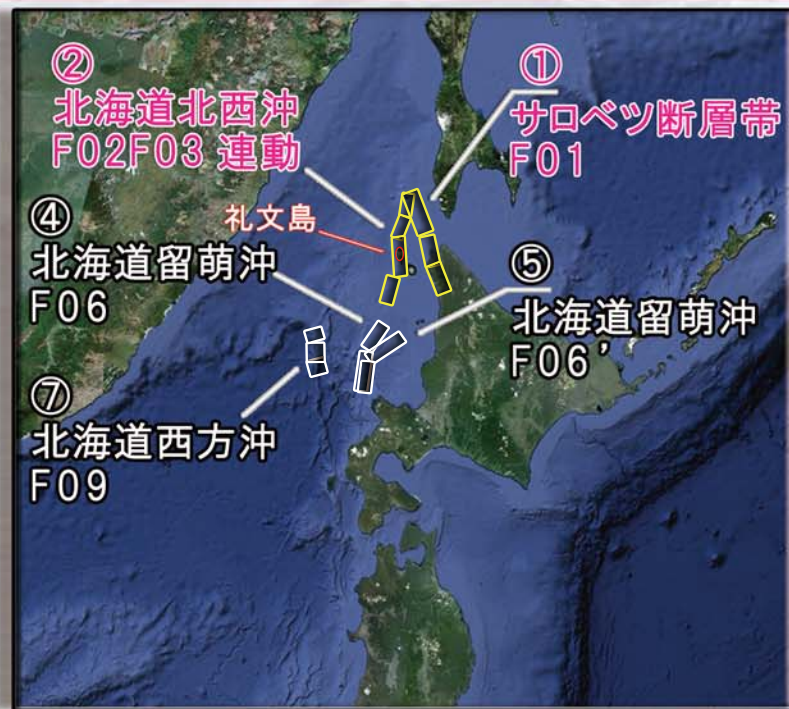 ②
北海道北西沖
F02F03 連動
①
サロベツ断層帯
F01
礼文島
④
北海道留萌沖
F06
⑤
北海道留萌沖
F06’
⑦
北海道西方沖
F09